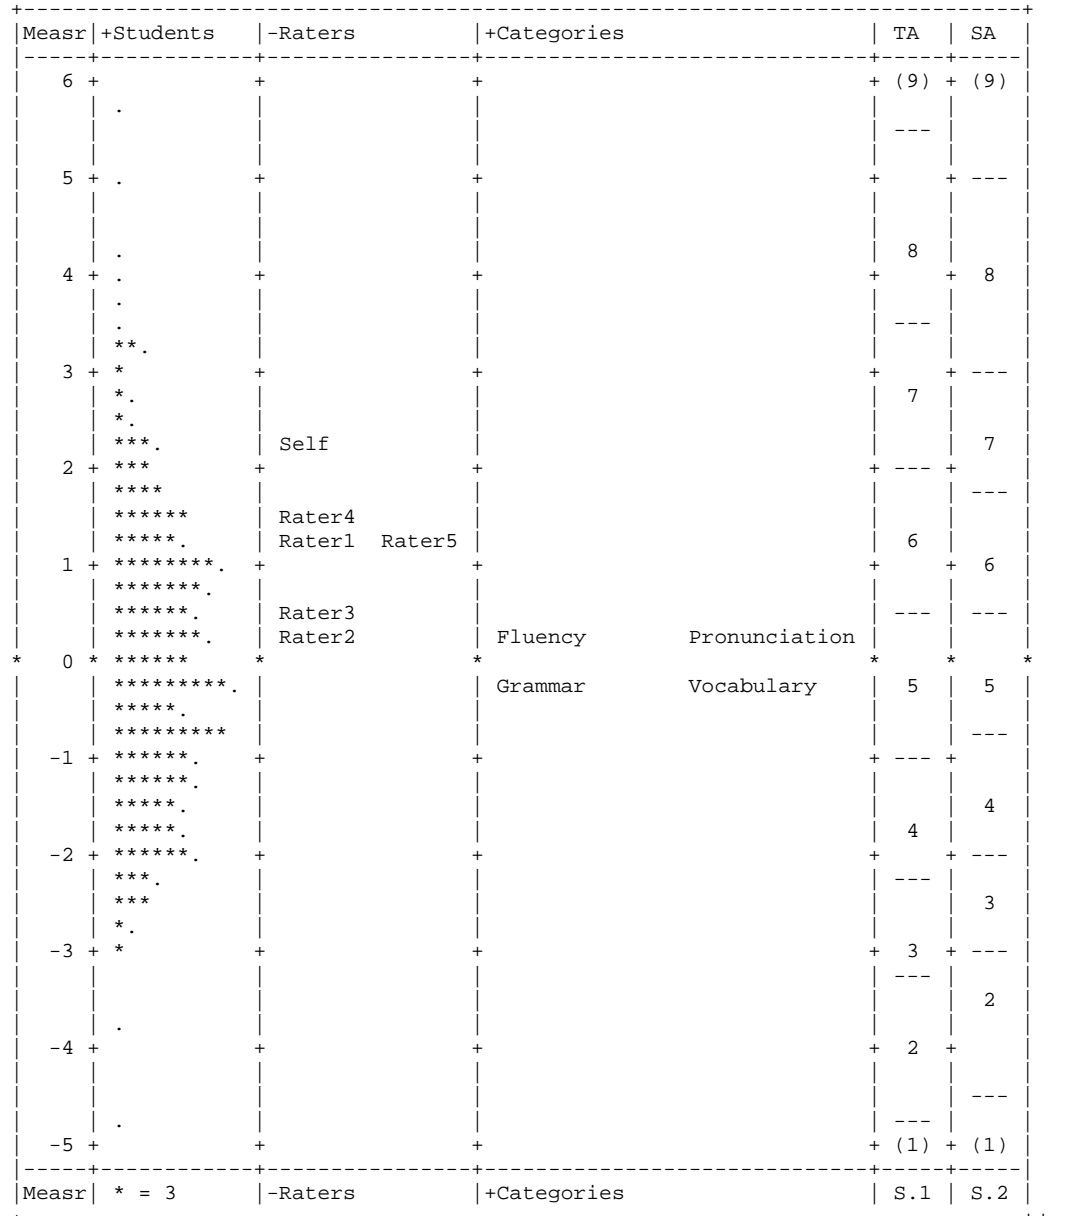 +-----------------------------------------------------------------------------+
|Measr|+Students |-Raters |+Categories | TA | SA |
|-----+------------+----------------+------------------------------+-----+-----|
| 6 + + + + (9) + (9) |
| | . | | | | |
| | | | | --- | |
| | | | | | |
| 5 + . + + + + --- |
| | | | | | |
| | | | | | |
| | . | | | 8 | |
| 4 + . + + + + 8 |
| | . | | | | |
| | . | | | --- | |
| | **. | | | | |
| 3 + * + + + + --- |
| | *. | | | 7 | |
| | *. | | | | |
| | ***. | Self | | | 7 |
| 2 + *** + + + --- + |
| | **** | | | | --- |
| | ****** | Rater4 | | | |
| | *****. | Rater1 Rater5 | | 6 | |
| 1 + ********. + + + + 6 |
| | *******. | | | | |
| | ******. | Rater3 | | --- | --- |
| | *******. | Rater2 | Fluency Pronunciation | | |
* 0 * ****** * * * * *
| | *********. | | Grammar Vocabulary | 5 | 5 |
| | *****. | | | | |
| | ********* | | | | --- |
| -1 + ******. + + + --- + |
| | ******. | | | | |
| | *****. | | | | 4 |
| | *****. | | | 4 | |
| -2 + ******. + + + + --- |
| | ***. | | | --- | |
| | *** | | | | 3 |
| | *. | | | | |
| -3 + * + + + 3 + --- |
| | | | | --- | |
| | | | | | 2 |
| | . | | | | |
| -4 + + + + 2 + |
| | | | | | |
| | | | | | --- |
| | . | | | --- | |
| -5 + + + + (1) + (1) |
|-----+------------+----------------+------------------------------+-----+-----|
|Measr| * = 3 |-Raters |+Categories | S.1 | S.2 |